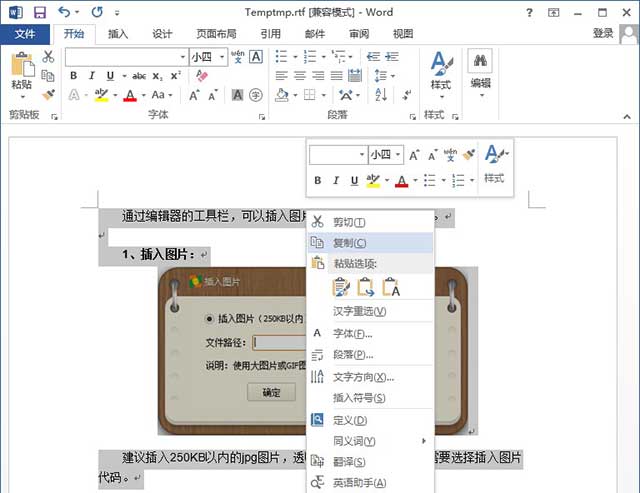 Temptmp.rtf [兼容模式] - Word
文件 开始 插入 设计 页面布局 引用 邮件 审阅 视图 登录
粘贴 小四 wén 文 A
B I U abc x₂ x² 样式 编辑
A aby A Aa A A A 字
剪贴板 字体 段落 样式
小四 A A wén 文
B I U aby A 样式
通过编辑器的工具栏，可以插入图片
1、插入图片：
插入图片
插入图片（250KB以内
文件路径：
说明：使用大图片或GIF图
确定
剪切(T)
复制(C)
粘贴选项:
汉字重选(V)
字体(F)...
段落(P)...
文字方向(X)...
插入符号(S)
定义(D)
同义词(Y)
翻译(S)
英语助手(A)
建议插入250KB以内的jpg图片，透 需要选择插入图片
代码。